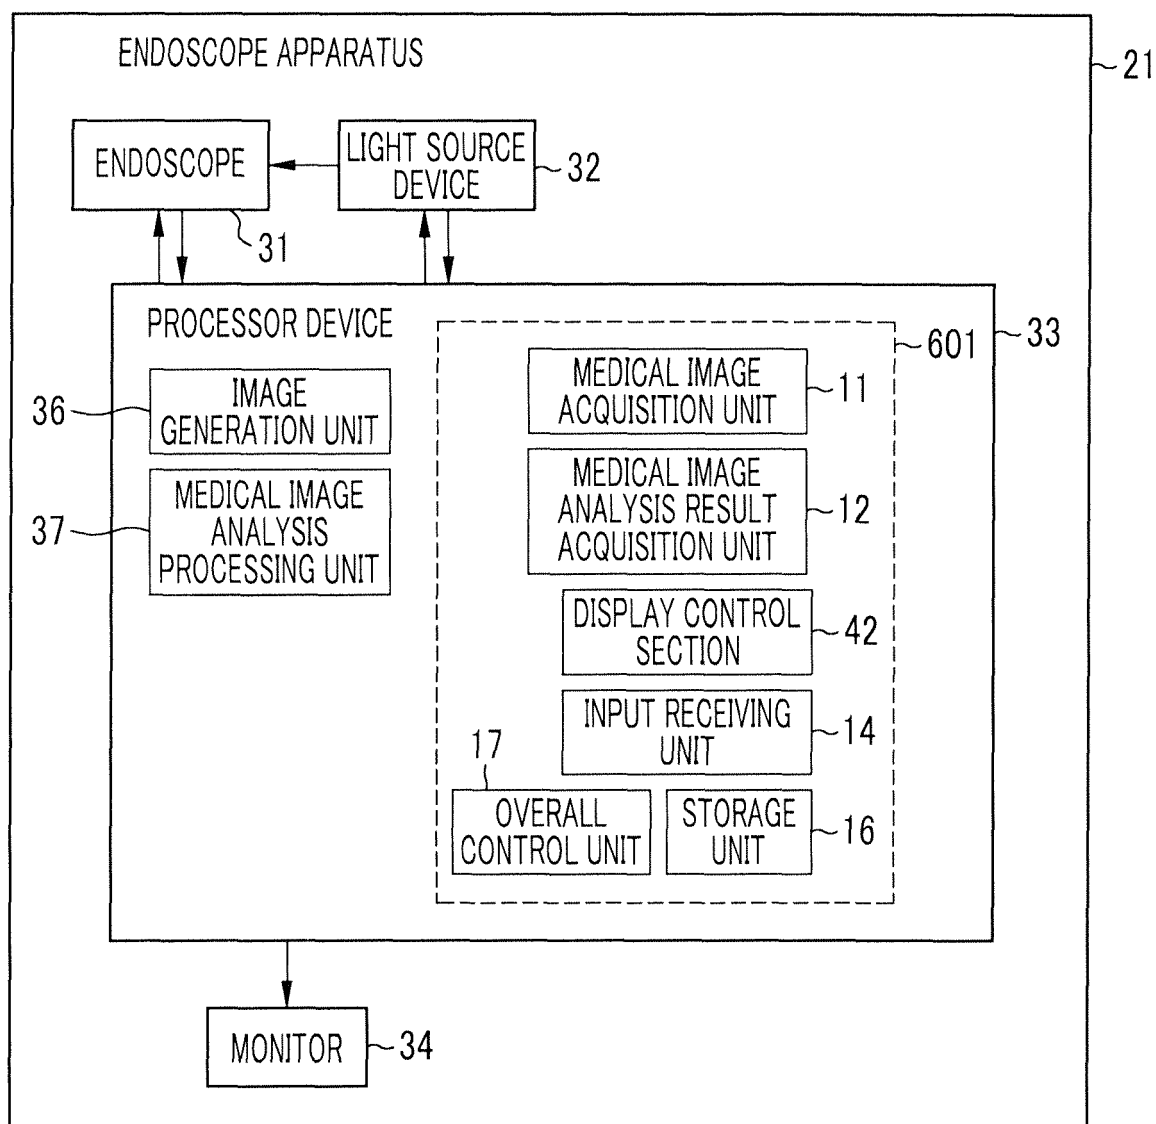 ENDOSCOPE APPARATUS
21
ENDOSCOPE
31
LIGHT SOURCE
DEVICE
32
PROCESSOR DEVICE
33
36
IMAGE
GENERATION UNIT
37
MEDICAL IMAGE
ANALYSIS
PROCESSING UNIT
601
MEDICAL IMAGE
ACQUISITION UNIT
11
MEDICAL IMAGE
ANALYSIS RESULT
ACQUISITION UNIT
12
DISPLAY CONTROL
SECTION
42
INPUT RECEIVING
UNIT
14
17
OVERALL
CONTROL UNIT
STORAGE
UNIT
16
MONITOR
34